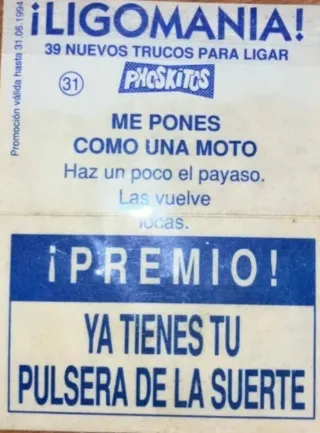 ¡LIGOMANIA!
39 NUEVOS TRUCOS PARA LIGAR
Promoción válida hasta 31.06.1994
31
PHOSKITOS
ME PONES
COMO UNA MOTO
Haz un poco el payaso.
Las vuelve
locas.
¡PREMIO!
YA TIENES TU
PULSERA DE LA SUERTE